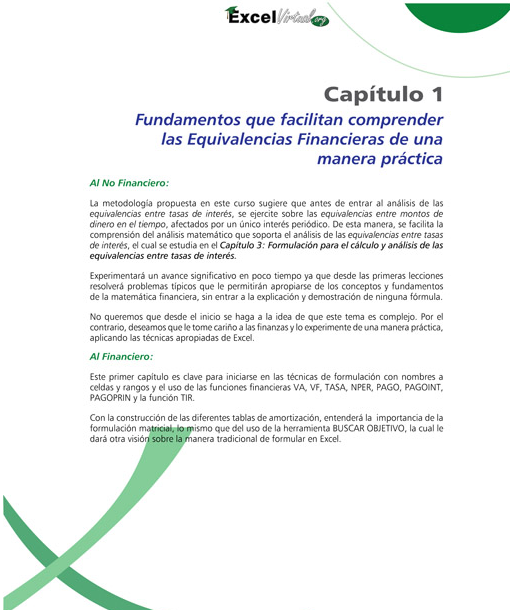 ExcelVirtual.org
Capítulo 1
Fundamentos que facilitan comprender
las Equivalencias Financieras de una
manera práctica
Al No Financiero:
La metodología propuesta en este curso sugiere que antes de entrar al análisis de las
equivalencias entre tasas de interés, se ejercite sobre las equivalencias entre montos de
dinero en el tiempo, afectados por un único interés periódico. De esta manera, se facilita la
comprensión del análisis matemático que soporta el análisis de las equivalencias entre tasas
de interés, el cual se estudia en el Capítulo 3: Formulación para el cálculo y análisis de las
equivalencias entre tasas de interés.
Experimentará un avance significativo en poco tiempo ya que desde las primeras lecciones
resolverá problemas típicos que le permitirán apropiarse de los conceptos y fundamentos
de la matemática financiera, sin entrar a la explicación y demostración de ninguna fórmula.
No queremos que desde el inicio se haga a la idea de que este tema es complejo. Por el
contrario, deseamos que le tome cariño a las finanzas y lo experimente de una manera práctica,
aplicando las técnicas apropiadas de Excel.
Al Financiero:
Este primer capítulo es clave para iniciarse en las técnicas de formulación con nombres a
celdas y rangos y el uso de las funciones financieras VA, VF, TASA, NPER, PAGO, PAGOINT,
PAGOPRIN y la función TIR.
Con la construcción de las diferentes tablas de amortización, entenderá la importancia de la
formulación matricial, lo mismo que del uso de la herramienta BUSCAR OBJETIVO, la cual le
dará otra visión sobre la manera tradicional de formular en Excel.